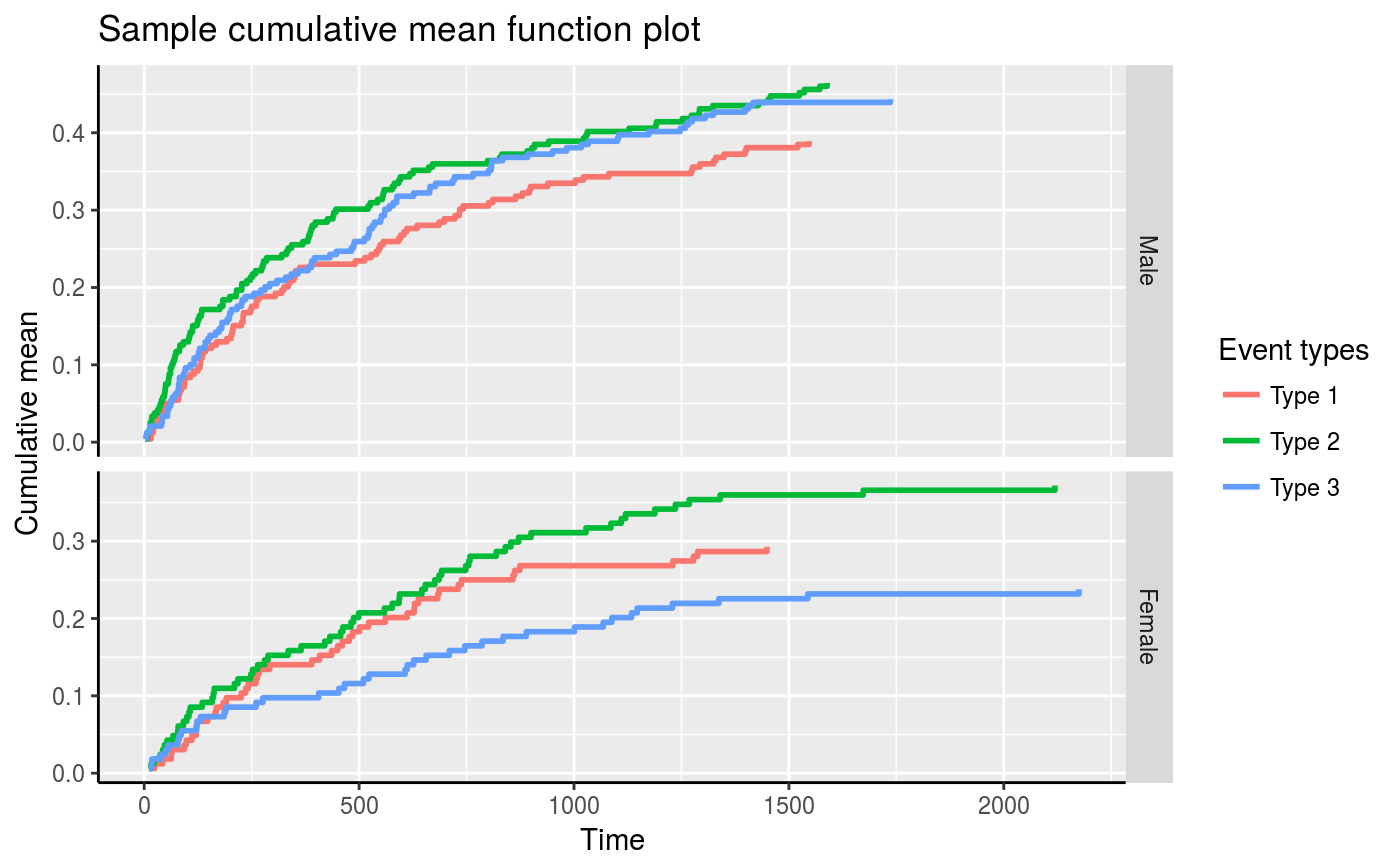 Sample cumulative mean function plot
Cumulative mean
0.4
0.3
0.2
0.1
0.0
Male
0.3
0.2
0.1
0.0
Female
0 500 1000 1500 2000
Time
Event types
Type 1
Type 2
Type 3